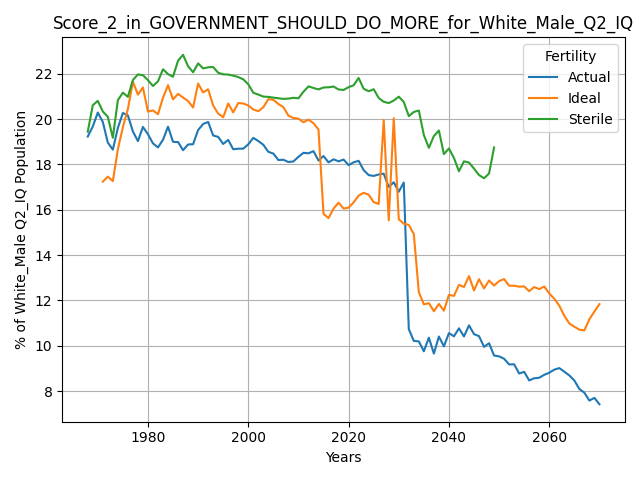 Score_2_in_GOVERNMENT_SHOULD_DO_MORE_for_White_Male_Q2_IQ
% of White_Male Q2_IQ Population
22
20
18
16
14
12
10
8
1980
2000
2020
2040
2060
Years
Fertility
Actual
Ideal
Sterile